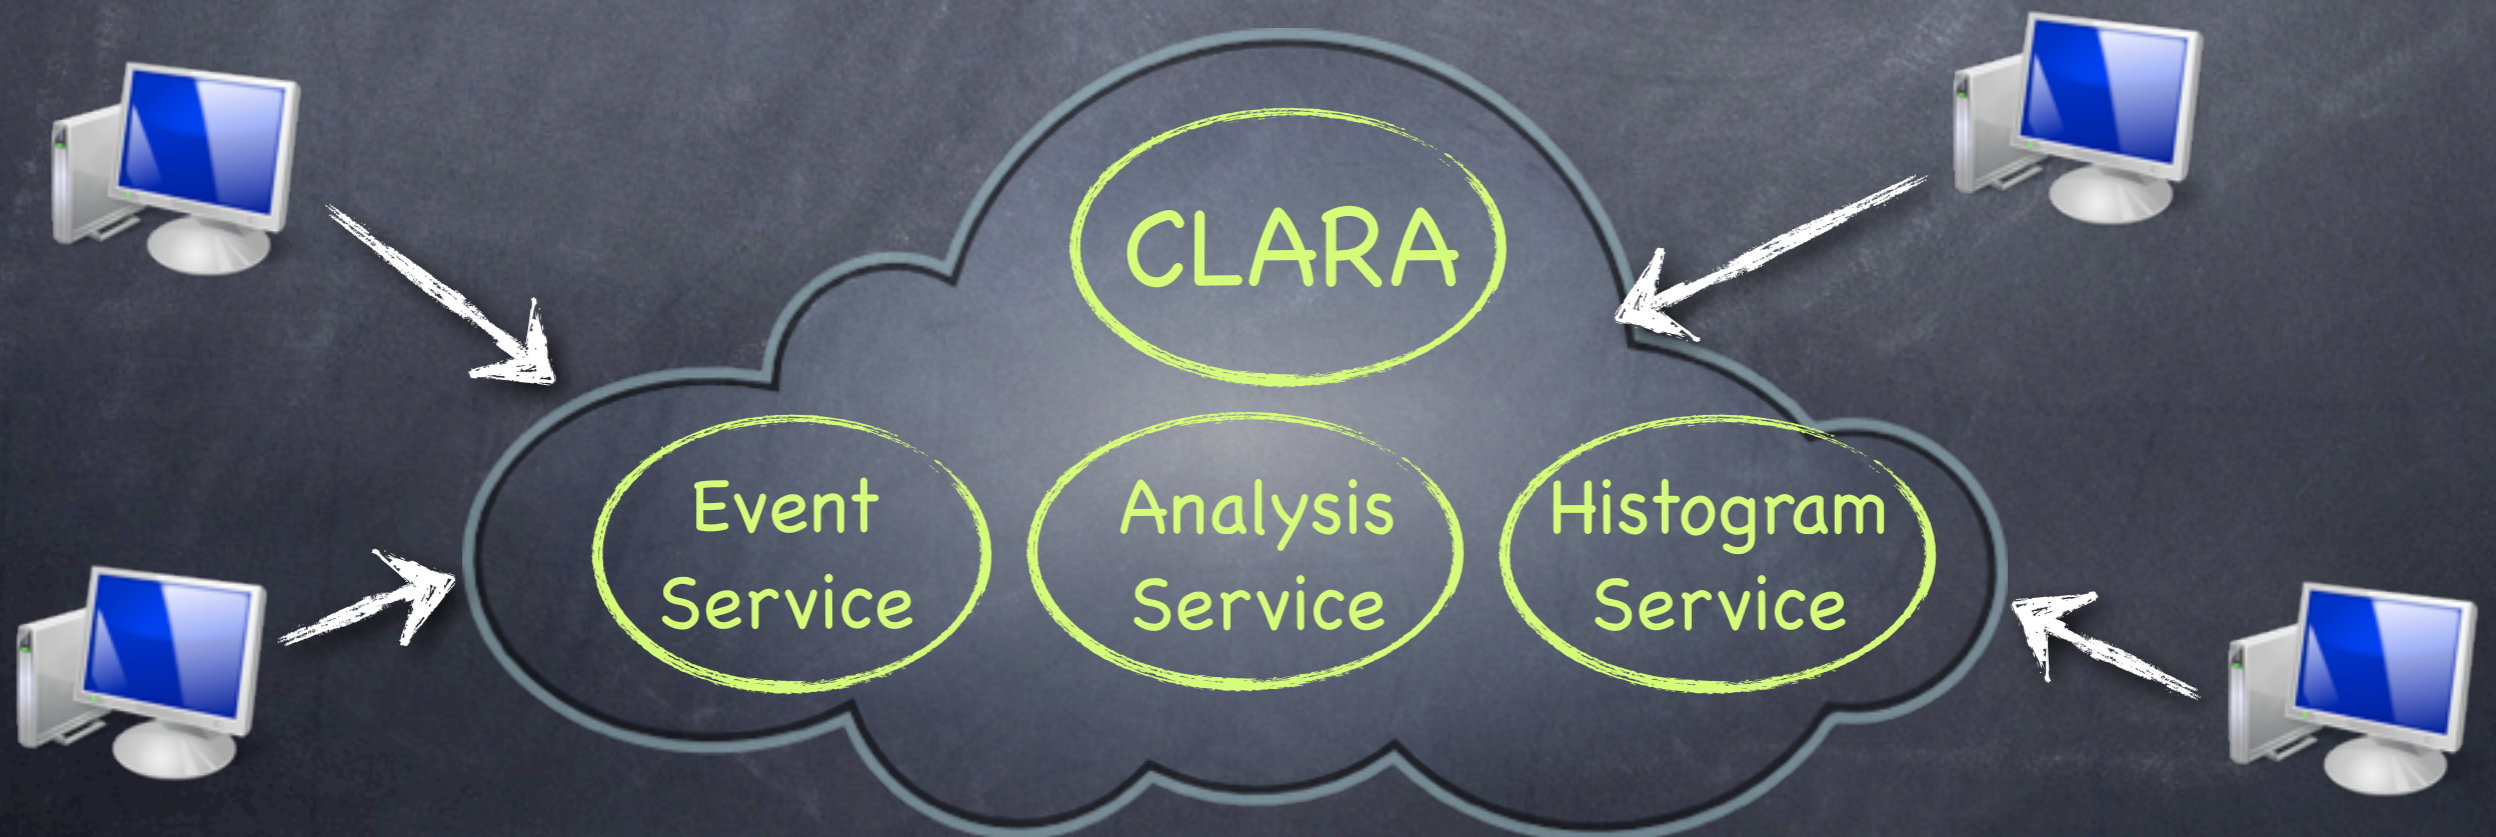 CLARA
Event
Service
Analysis
Service
Histogram
Service